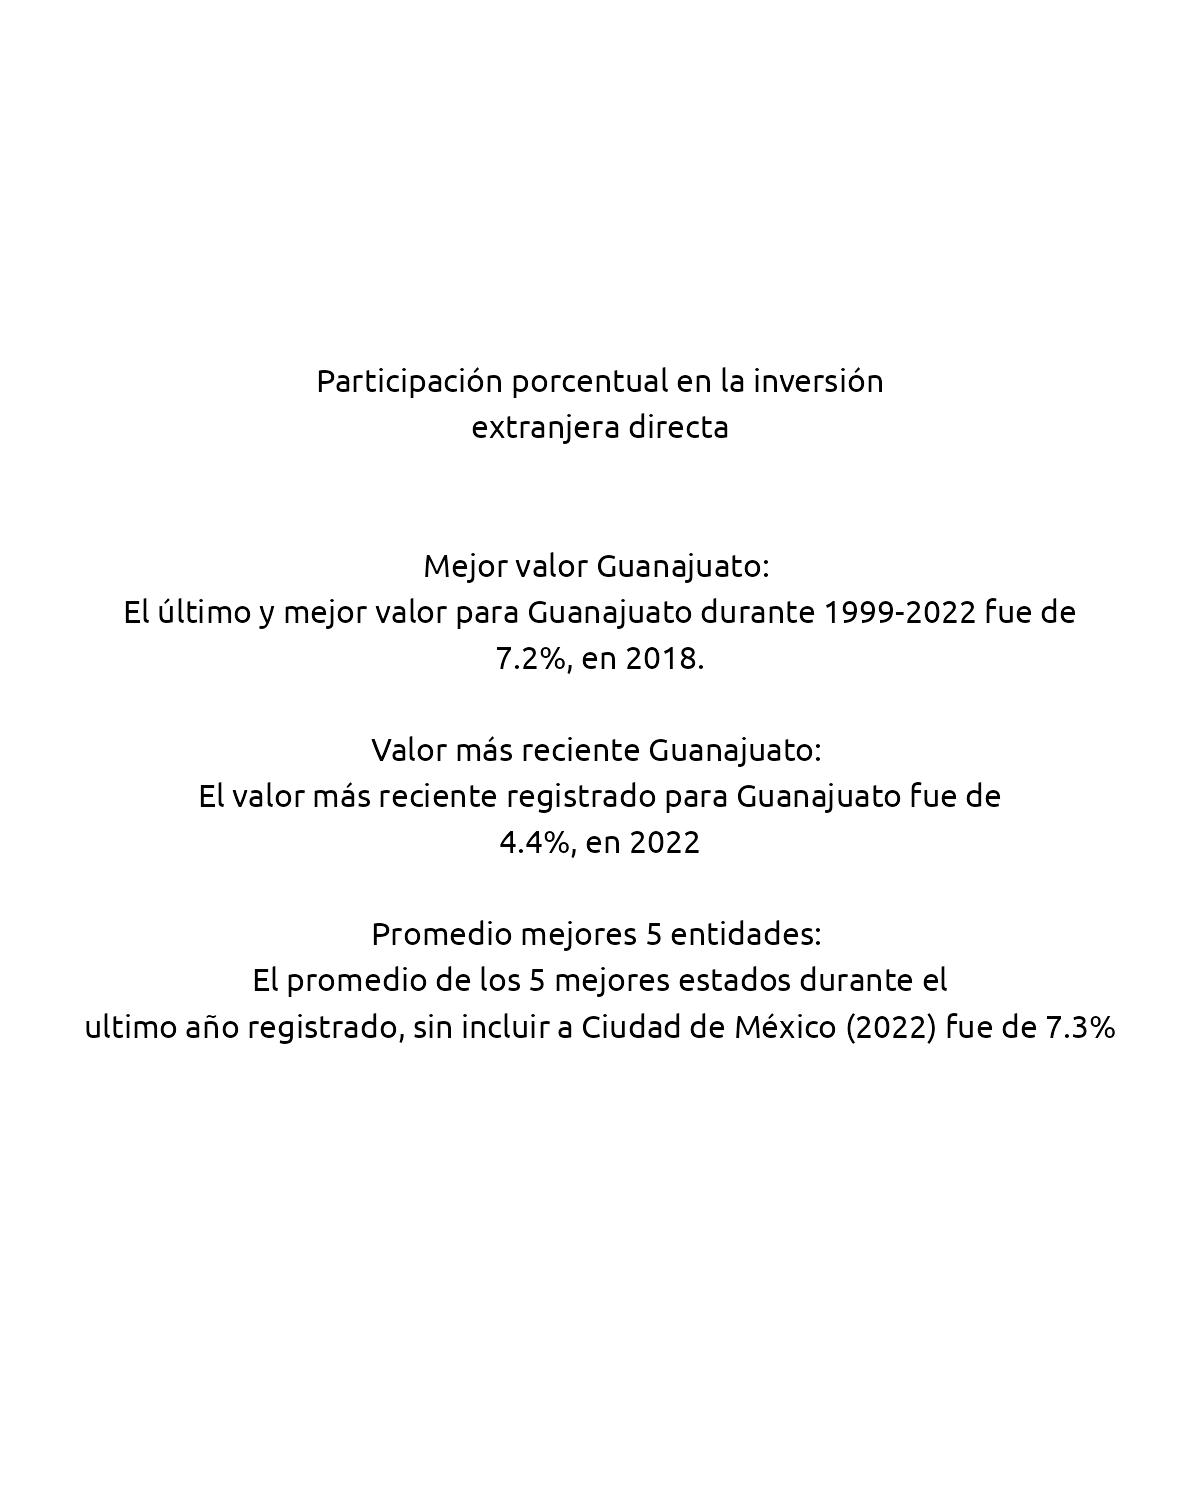 Participación porcentual en la inversión
extranjera directa
Mejor valor Guanajuato:
El último y mejor valor para Guanajuato durante 1999-2022 fue de
7.2%, en 2018.
Valor más reciente Guanajuato:
El valor más reciente registrado para Guanajuato fue de
4.4%, en 2022
Promedio mejores 5 entidades:
El promedio de los 5 mejores estados durante el
ultimo año registrado, sin incluir a Ciudad de México (2022) fue de 7.3%